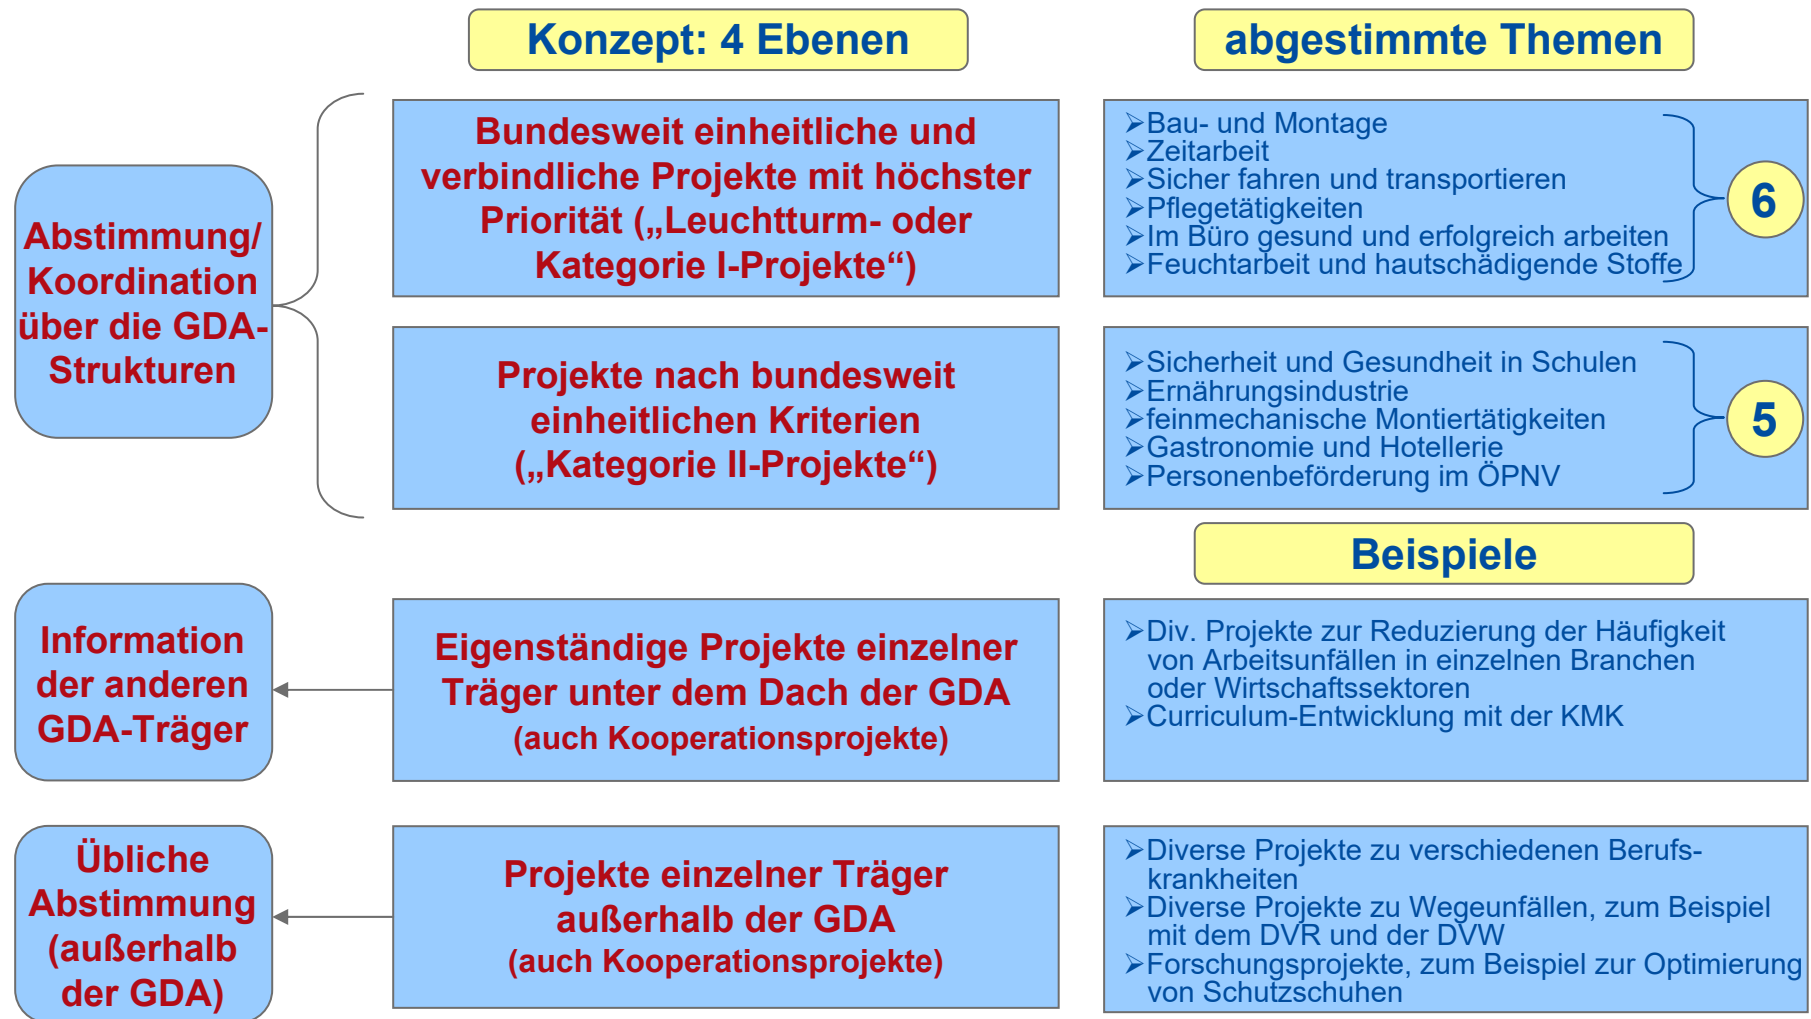 Konzept: 4 Ebenen
abgestimmte Themen
Abstimmung/
Koordination
über die GDA-
Strukturen
Bundesweit einheitliche und
verbindliche Projekte mit höchster
Priorität („Leuchtturm- oder
Kategorie I-Projekte“)
➢Bau- und Montage
➢Zeitarbeit
➢Sicher fahren und transportieren
➢Pflegetätigkeiten
➢Im Büro gesund und erfolgreich arbeiten
➢Feuchtarbeit und hautschädigende Stoffe
6
Projekte nach bundesweit
einheitlichen Kriterien
(„Kategorie II-Projekte“)
➢Sicherheit und Gesundheit in Schulen
➢Ernährungsindustrie
➢feinmechanische Montiertätigkeiten
➢Gastronomie und Hotellerie
➢Personenbeförderung im ÖPNV
5
Beispiele
Information
der anderen
GDA-Träger
Eigenständige Projekte einzelner
Träger unter dem Dach der GDA
(auch Kooperationsprojekte)
➢Div. Projekte zur Reduzierung der Häufigkeit
von Arbeitsunfällen in einzelnen Branchen
oder Wirtschaftssektoren
➢Curriculum-Entwicklung mit der KMK
Übliche
Abstimmung
(außerhalb
der GDA)
Projekte einzelner Träger
außerhalb der GDA
(auch Kooperationsprojekte)
➢Diverse Projekte zu verschiedenen Berufs-
krankheiten
➢Diverse Projekte zu Wegeunfällen, zum Beispiel
mit dem DVR und der DVW
➢Forschungsprojekte, zum Beispiel zur Optimierung
von Schutzschuhen